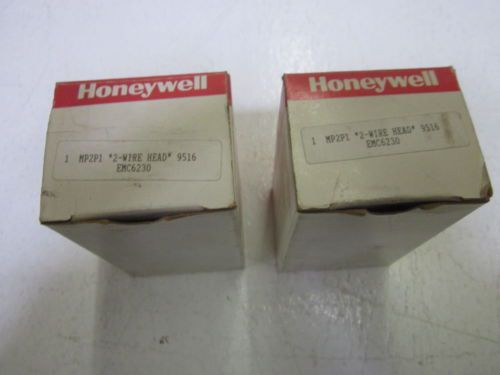 Honeywell
1 MP2P1 "2-WIRE HEAD" 9516
EMC6230
Honeywell
1 MP2P1 "2-WIRE HEAD" 9516
EMC6230